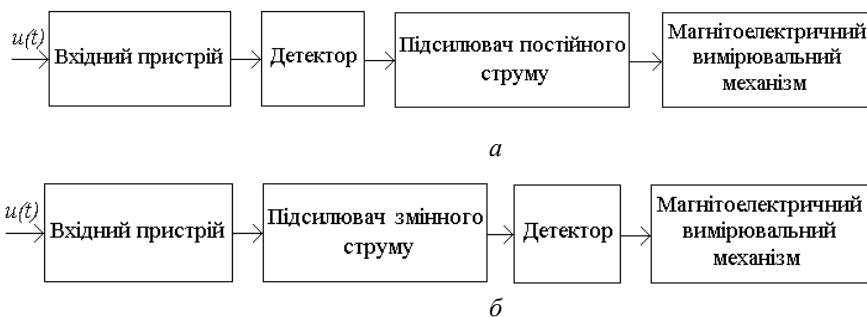 u(t)
Вхідний пристрій
Детектор
Підсилювач постійного
струму
Магнітоелектричний
вимірювальний
механізм
а
u(t)
Вхідний пристрій
Підсилювач змінного
струму
Детектор
Магнітоелектричний
вимірювальний
механізм
б